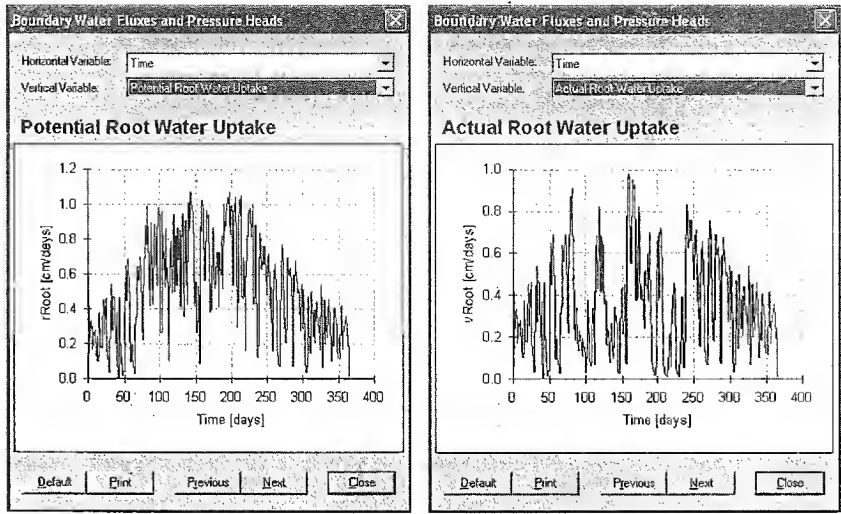 Boundary Water Fluxes and Pressure Heads
Horizontal Variable: Time
Vertical Variable: Potential Root Water Uptake
Potential Root Water Uptake
1.2
1.0
0.8
0.6
0.4
0.2
0.0
rRoot [cm/days]
0 50 100 150 200 250 300 350 400
Time [days]
Default Print Previous Next Close
Boundary Water Fluxes and Pressure Heads
Horizontal Variable: Time
Vertical Variable: Actual Root Water Uptake
Actual Root Water Uptake
1.0
0.8
0.6
0.4
0.2
0.0
vRoot [cm/days]
0 50 100 150 200 250 300 350 400
Time [days]
Default Print Previous Next Close